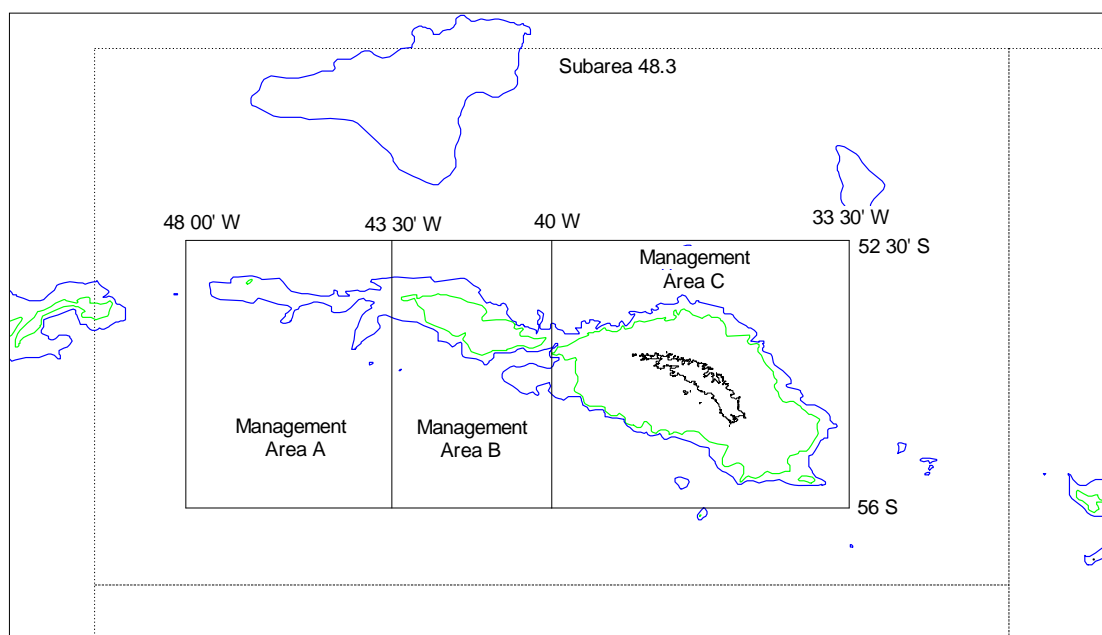 Subarea 48.3
48 00' W
43 30' W
40 W
33 30' W
52 30' S
Management
Area C
Management
Area A
Management
Area B
56 S